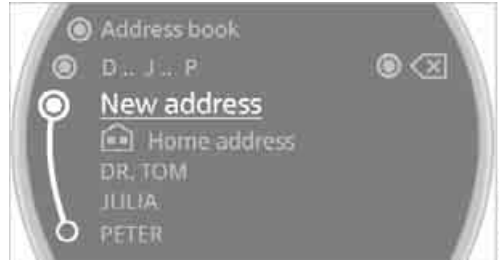 Address book
D .. J .. P
New address
Home address
DR. TOM
JULIA
PETER